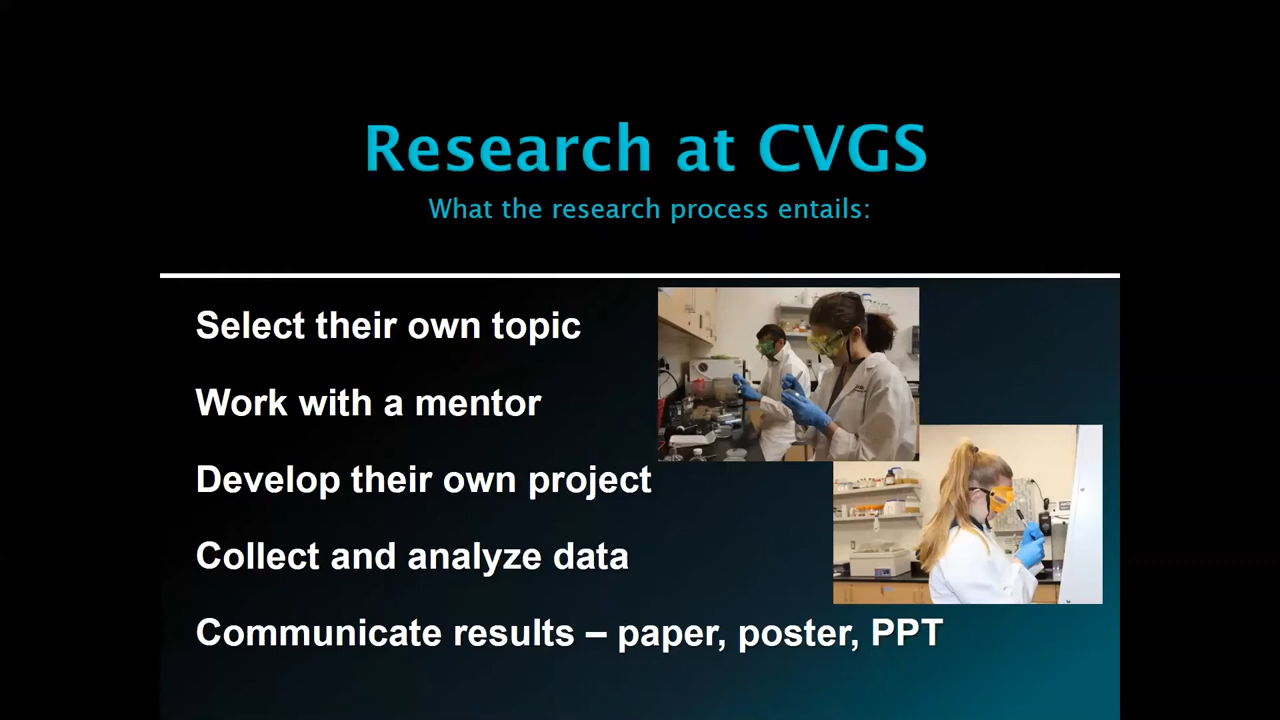 Research at CVGS
What the research process entails:
Select their own topic
Work with a mentor
Develop their own project
Collect and analyze data
Communicate results – paper, poster, PPT